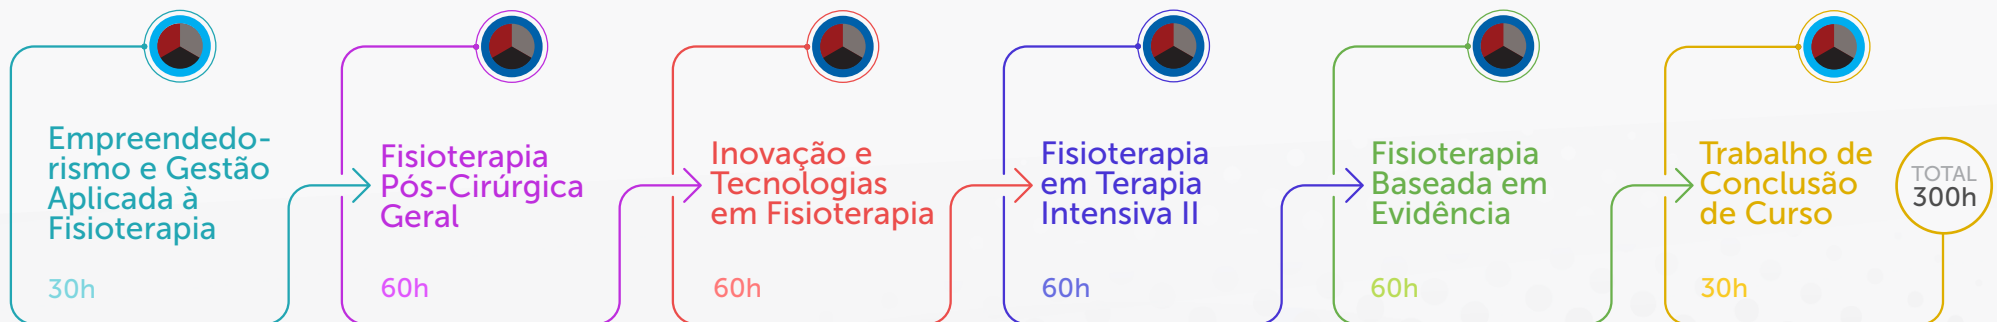 Empreendedo-
rismo e Gestão
Aplicada à
Fisioterapia
30h
Fisioterapia
Pós-Cirúrgica
Geral
60h
Inovação e
Tecnologias
em Fisioterapia
60h
Fisioterapia
em Terapia
Intensiva II
60h
Fisioterapia
Baseada em
Evidência
60h
Trabalho de
Conclusão
de Curso
30h
TOTAL
300h